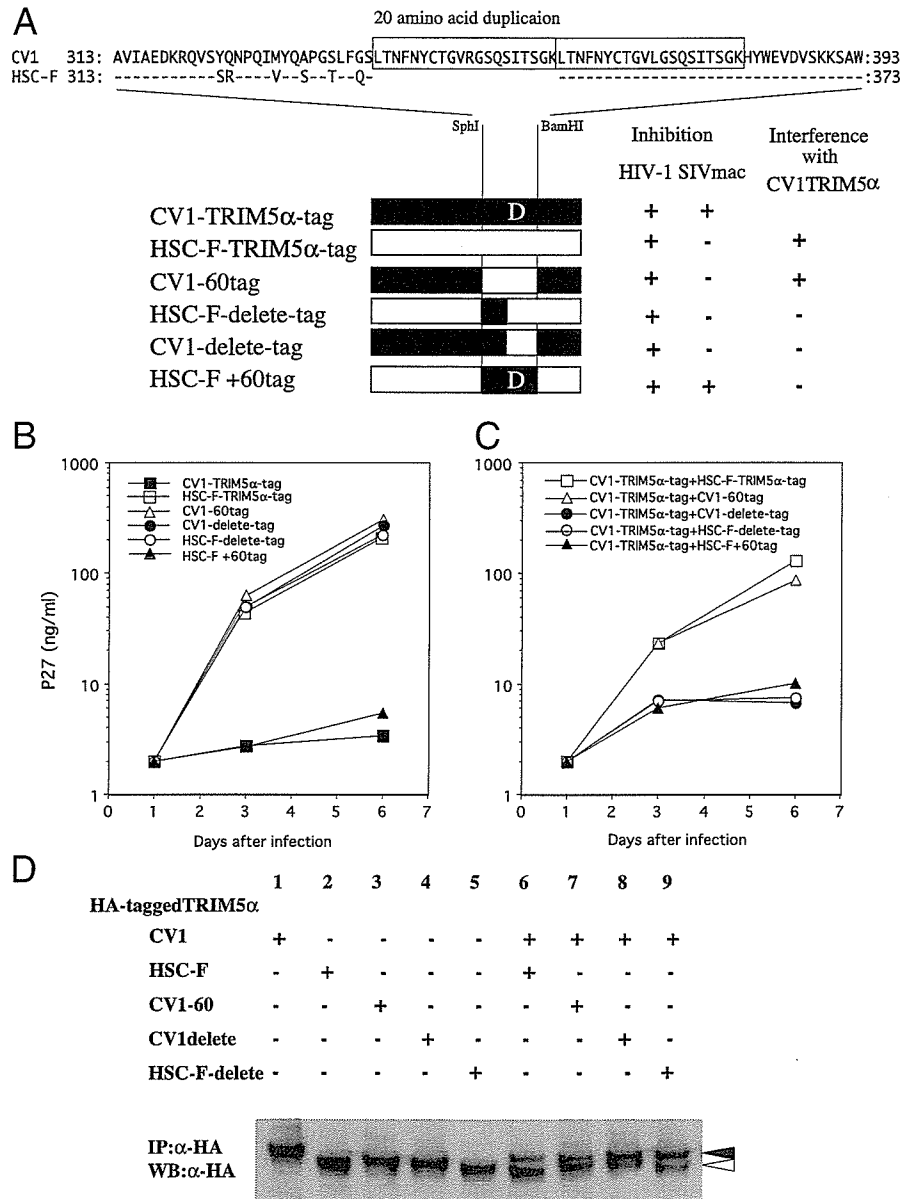 A
20 amino acid duplicaion
CV1 313: AVIAEDKRQVSYQNPQIMYQAPGSLFGSLTNFNYCTGVRGSQSITSGKLTNFNYCTGVLGSQSITSGKHYWEVDVSKKSAW:393
HSC-F 313: ------------SR----V--S--T--Q- ---------------------------------:373
SphI BamHI
Inhibition
HIV-1 SIVmac
Interference
with
CV1TRIM5α
CV1-TRIM5α-tag D + +
HSC-F-TRIM5α-tag + - +
CV1-60tag + - +
HSC-F-delete-tag + - -
CV1-delete-tag + - -
HSC-F +60tag D + + -
B
1000
100
10
1
P27 (ng/ml)
0 1 2 3 4 5 6 7
Days after infection
CV1-TRIM5α-tag
HSC-F-TRIM5α-tag
CV1-60tag
CV1-delete-tag
HSC-F-delete-tag
HSC-F +60tag
C
1000
100
10
1
0 1 2 3 4 5 6 7
Days after infection
CV1-TRIM5α-tag+HSC-F-TRIM5α-tag
CV1-TRIM5α-tag+CV1-60tag
CV1-TRIM5α-tag+CV1-delete-tag
CV1-TRIM5α-tag+HSC-F-delete-tag
CV1-TRIM5α-tag+HSC-F+60tag
D
1 2 3 4 5 6 7 8 9
HA-taggedTRIM5α
CV1 + - - - - + + + +
HSC-F - + - - - + - - -
CV1-60 - - + - - - + - -
CV1delete - - - + - - - + -
HSC-F-delete - - - - + - - - +
IP:α-HA
WB:α-HA